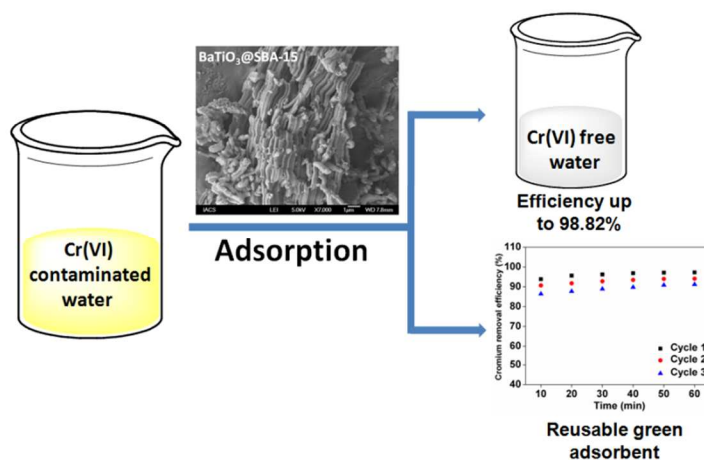 BaTiO3@SBA-15
IACS LEI 5.0kV X7,000 1μm WD 7.8mm
Cr(VI)
contaminated
water
Adsorption
Cr(VI) free
water
Efficiency up
to 98.82%
Cromium removal efficiency (%)
110
100
90
80
70
60
50
40
Cycle 1
Cycle 2
Cycle 3
10 20 30 40 50 60
Time (min)
Reusable green
adsorbent